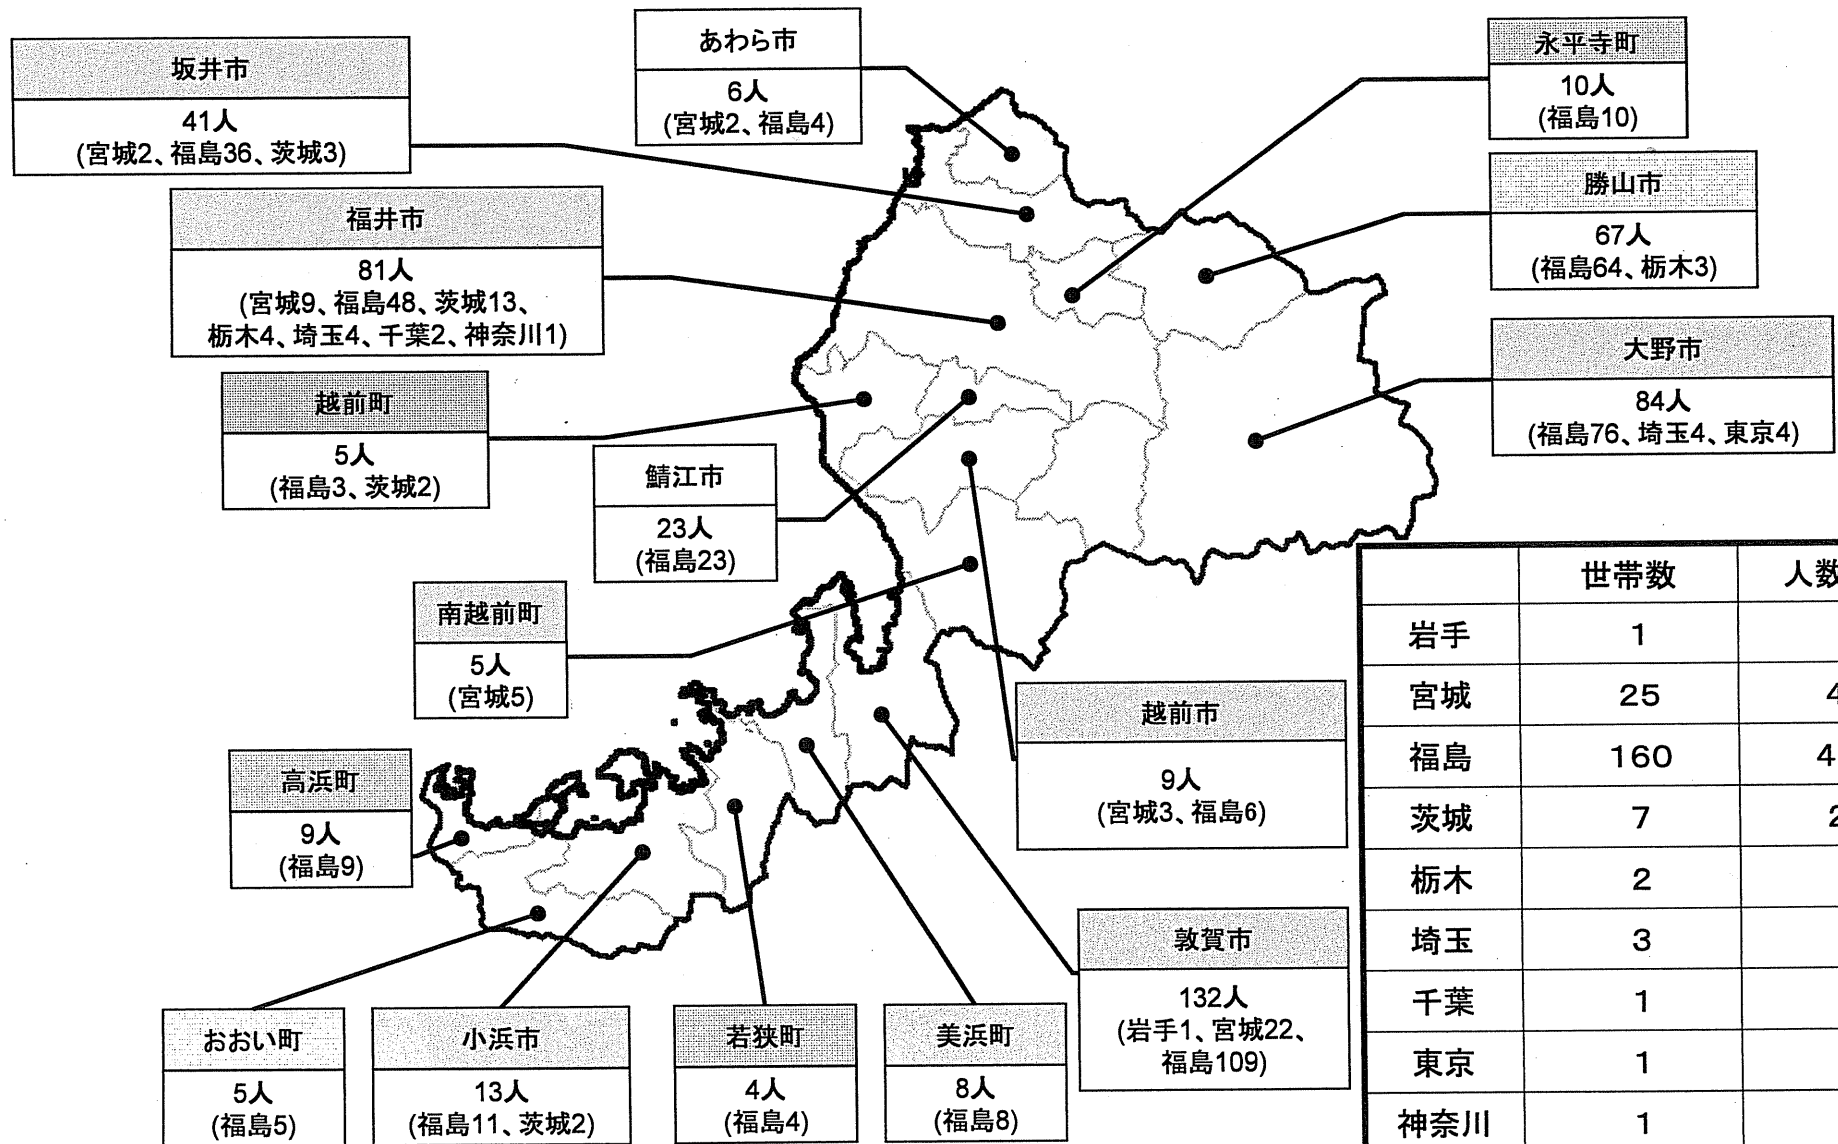 坂井市
41人
(宮城2、福島36、茨城3)
あわら市
6人
(宮城2、福島4)
永平寺町
10人
(福島10)
勝山市
67人
(福島64、栃木3)
福井市
81人
(宮城9、福島48、茨城13、
栃木4、埼玉4、千葉2、神奈川1)
大野市
84人
(福島76、埼玉4、東京4)
越前町
5人
(福島3、茨城2)
鯖江市
23人
(福島23)
南越前町
5人
(宮城5)
越前市
9人
(宮城3、福島6)
高浜町
9人
(福島9)
敦賀市
132人
(岩手1、宮城22、
福島109)
おおい町
5人
(福島5)
小浜市
13人
(福島11、茨城2)
若狭町
4人
(福島4)
美浜町
8人
(福島8)
世帯数 人数
岩手 1
宮城 25 4
福島 160 4
茨城 7 2
栃木 2
埼玉 3
千葉 1
東京 1
神奈川 1